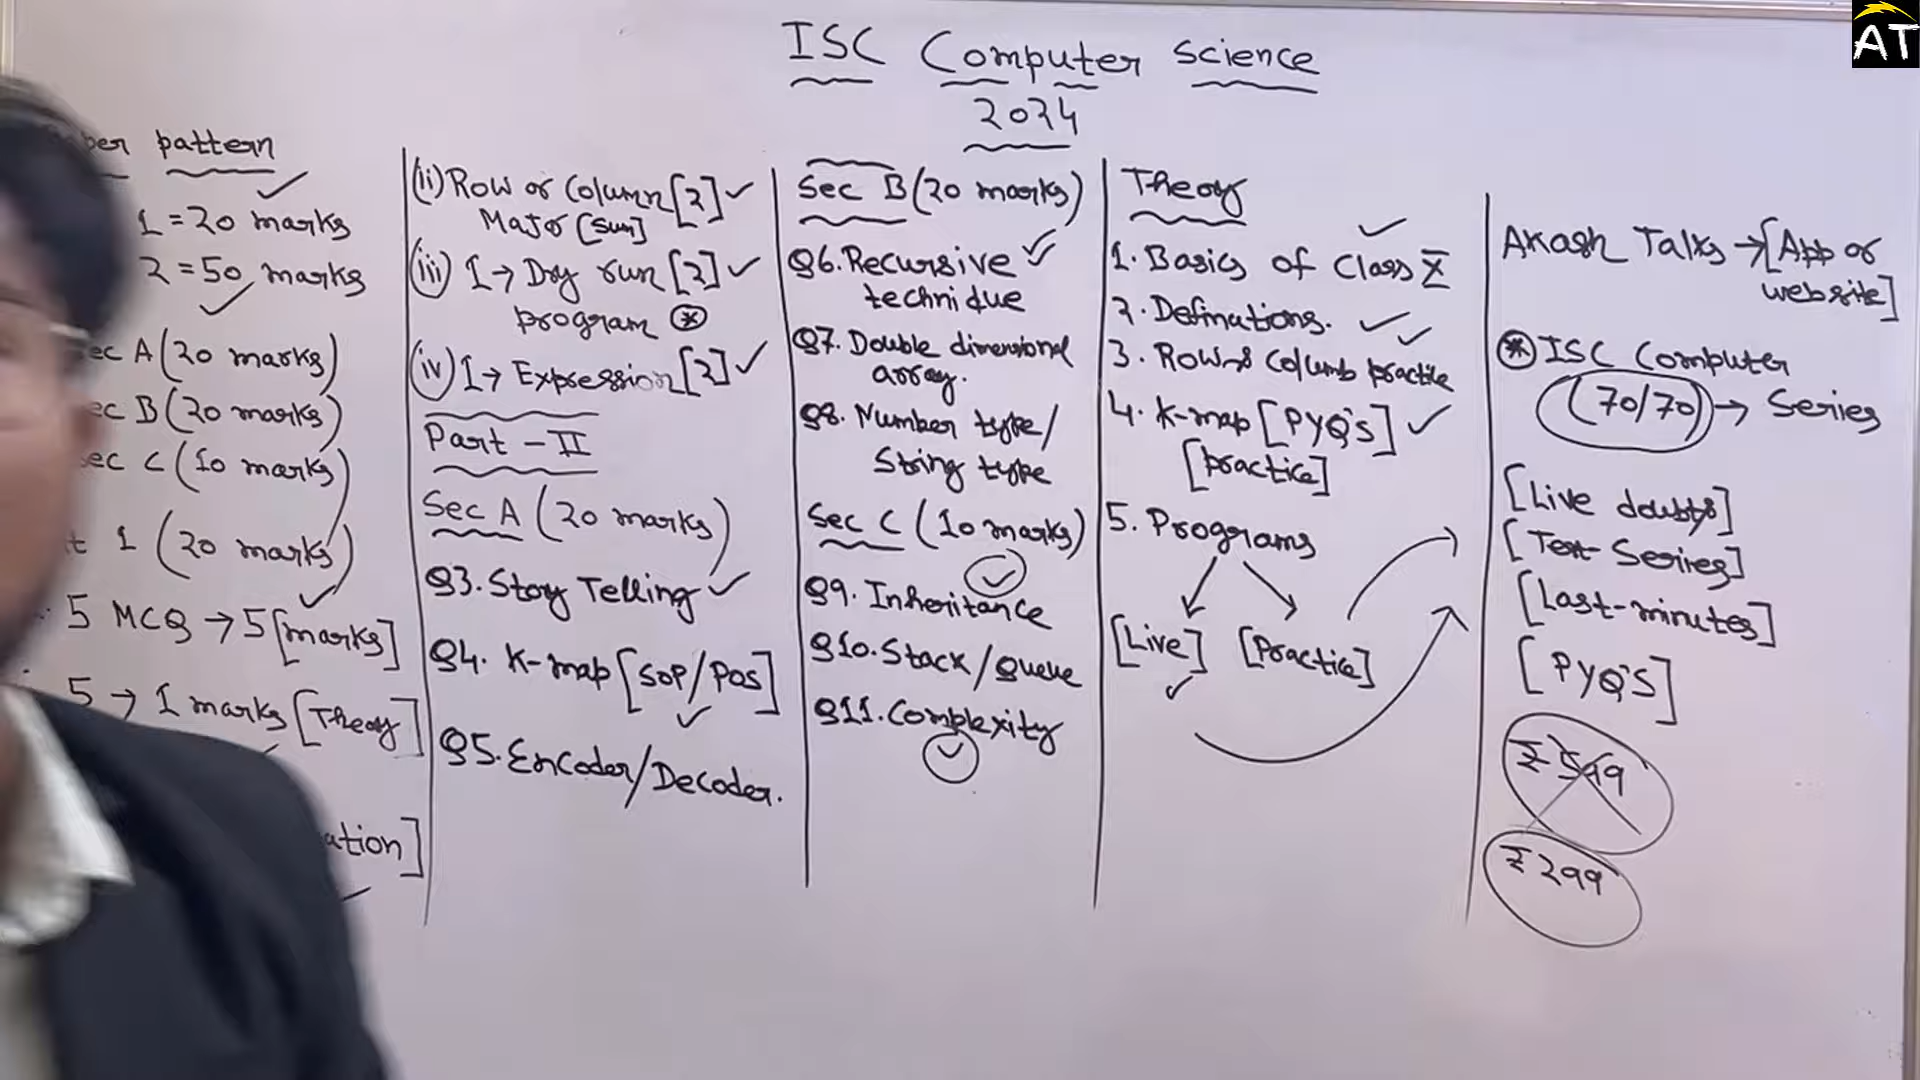 AT
ISC Computer Science
2024
pattern
1 = 20 marks
2 = 50 marks
ec A (20 marks)
ec B (20 marks)
ec C (10 marks)
t 1 (20 marks)
5 MCQ → 5 [marks]
5 → 1 marks [Theory]
ation]
(ii) Row or Column [2]
Major [sum]
(iii) 1 → Dry run [2]
program *
(iv) 1 → Expression [2]
Part - II
Sec A (20 marks)
Q3. Story Telling
Q4. K-map [SOP/POS]
Q5. Encoder/Decoder.
Sec B (20 marks)
Q6. Recursive
technique
Q7. Double dimensional
array.
Q8. Number type/
String type
Sec C (10 marks)
Q9. Inheritance
Q10. Stack/Queue
Q11. Complexity
Theory
1. Basics of Class X
2. Definations.
3. Row & Columb practice
4. K-map [PYQ'S]
[practice]
5. Programs
[Live] [Practice]
Akash Talks → [App or
website]
* ISC Computer
(70/70) → Series
[Live doubts]
[Test Series]
[Last-minutes]
[PYQ'S]
₹ 599
₹ 299